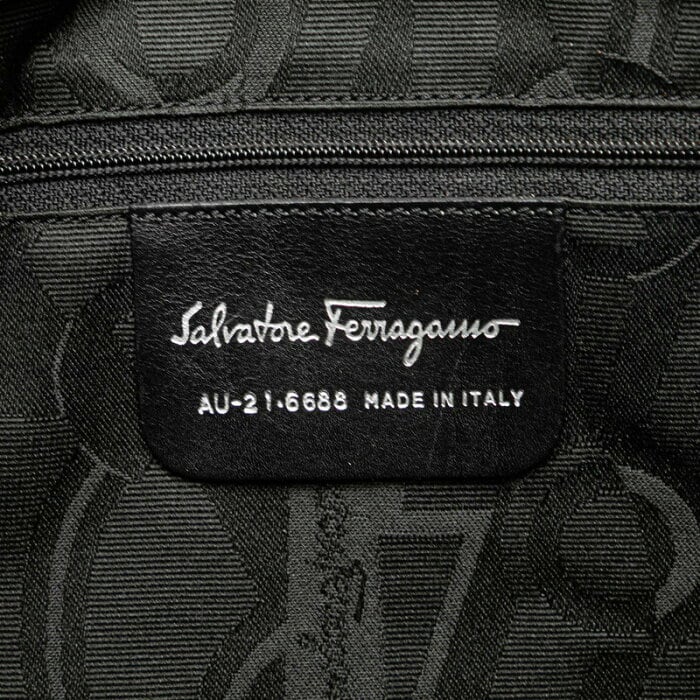 Salvatore Ferragamo
AU-21.6688 MADE IN ITALY